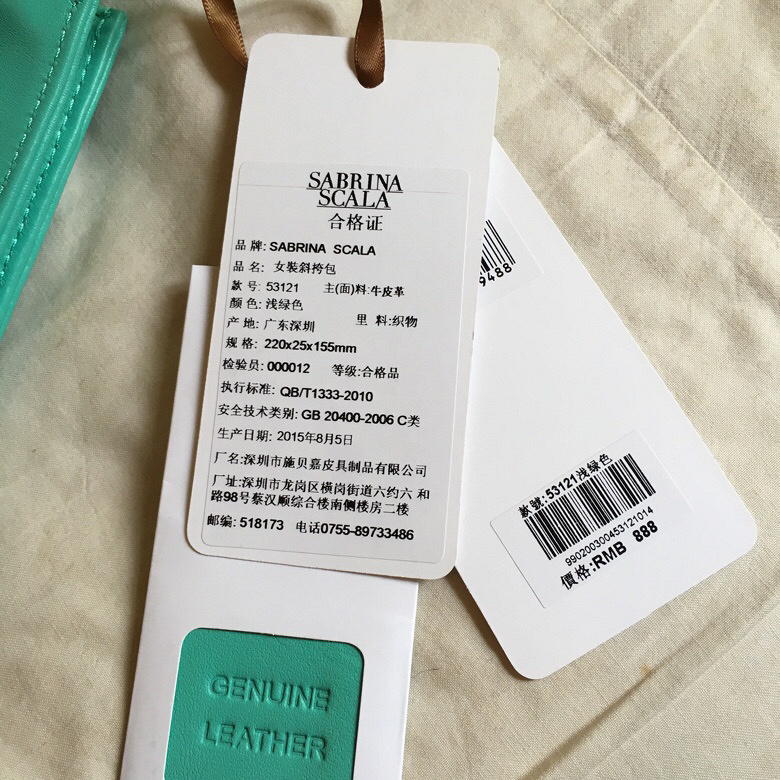 SABRINA
SCALA
合格证
品 牌: SABRINA SCALA
品 名: 女裝斜挎包
款 号: 53121 主(面)料:牛皮革
颜 色: 浅绿色
里 料:织物
产 地: 广东深圳
规 格: 220x25x155mm
检验员: 000012 等级:合格品
执行标准: QB/T1333-2010
安全技术类别: GB 20400-2006 C类
生产日期: 2015年8月5日
厂名:深圳市施贝嘉皮具制品有限公司
厂址:深圳市龙岗区横岗街道六约六 和
路98号蔡汉顺综合楼南侧楼房二楼
邮编: 518173 电话0755-89733486
9488
款號:53121浅绿色
990200300453121014
價格:RMB 888
GENUINE
LEATHER